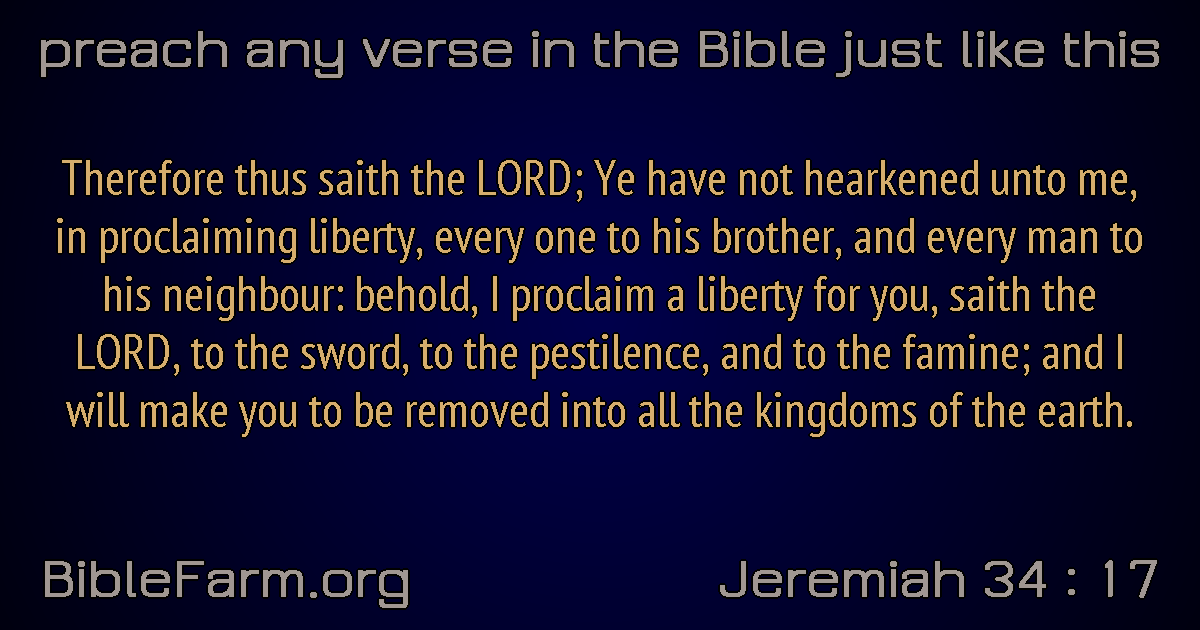 preach any verse in the Bible just like this
Therefore thus saith the LORD; Ye have not hearkened unto me,
in proclaiming liberty, every one to his brother, and every man to
his neighbour: behold, I proclaim a liberty for you, saith the
LORD, to the sword, to the pestilence, and to the famine; and I
will make you to be removed into all the kingdoms of the earth.
BibleFarm.org
Jeremiah 34 : 17